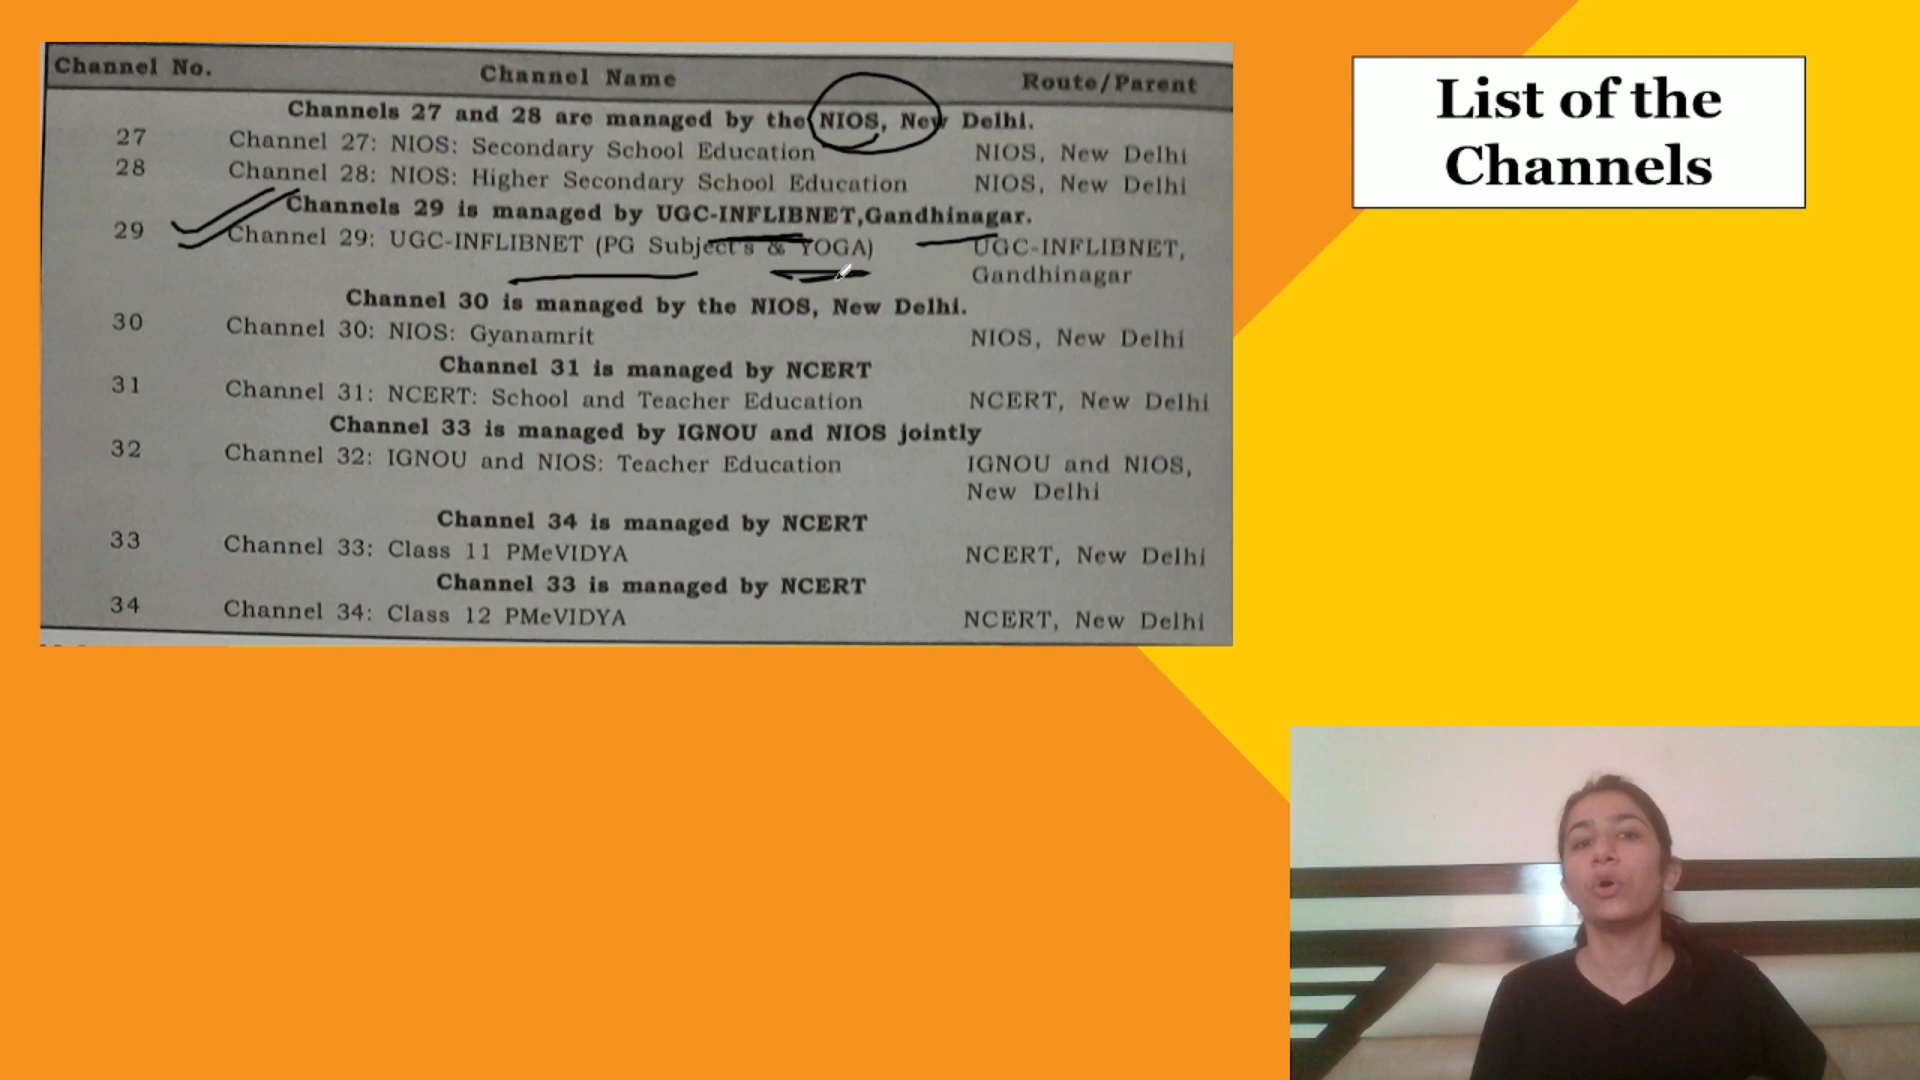 Channel No. Channel Name Route/Parent
Channels 27 and 28 are managed by the NIOS, New Delhi.
27 Channel 27: NIOS: Secondary School Education NIOS, New Delhi
28 Channel 28: NIOS: Higher Secondary School Education NIOS, New Delhi
Channels 29 is managed by UGC-INFLIBNET,Gandhinagar.
29 Channel 29: UGC-INFLIBNET (PG Subject's & YOGA) UGC-INFLIBNET,
Gandhinagar
Channel 30 is managed by the NIOS, New Delhi.
30 Channel 30: NIOS: Gyanamrit NIOS, New Delhi
Channel 31 is managed by NCERT
31 Channel 31: NCERT: School and Teacher Education NCERT, New Delhi
Channel 33 is managed by IGNOU and NIOS jointly
32 Channel 32: IGNOU and NIOS: Teacher Education IGNOU and NIOS,
New Delhi
Channel 34 is managed by NCERT
33 Channel 33: Class 11 PMeVIDYA NCERT, New Delhi
Channel 33 is managed by NCERT
34 Channel 34: Class 12 PMeVIDYA NCERT, New Delhi
List of the
Channels